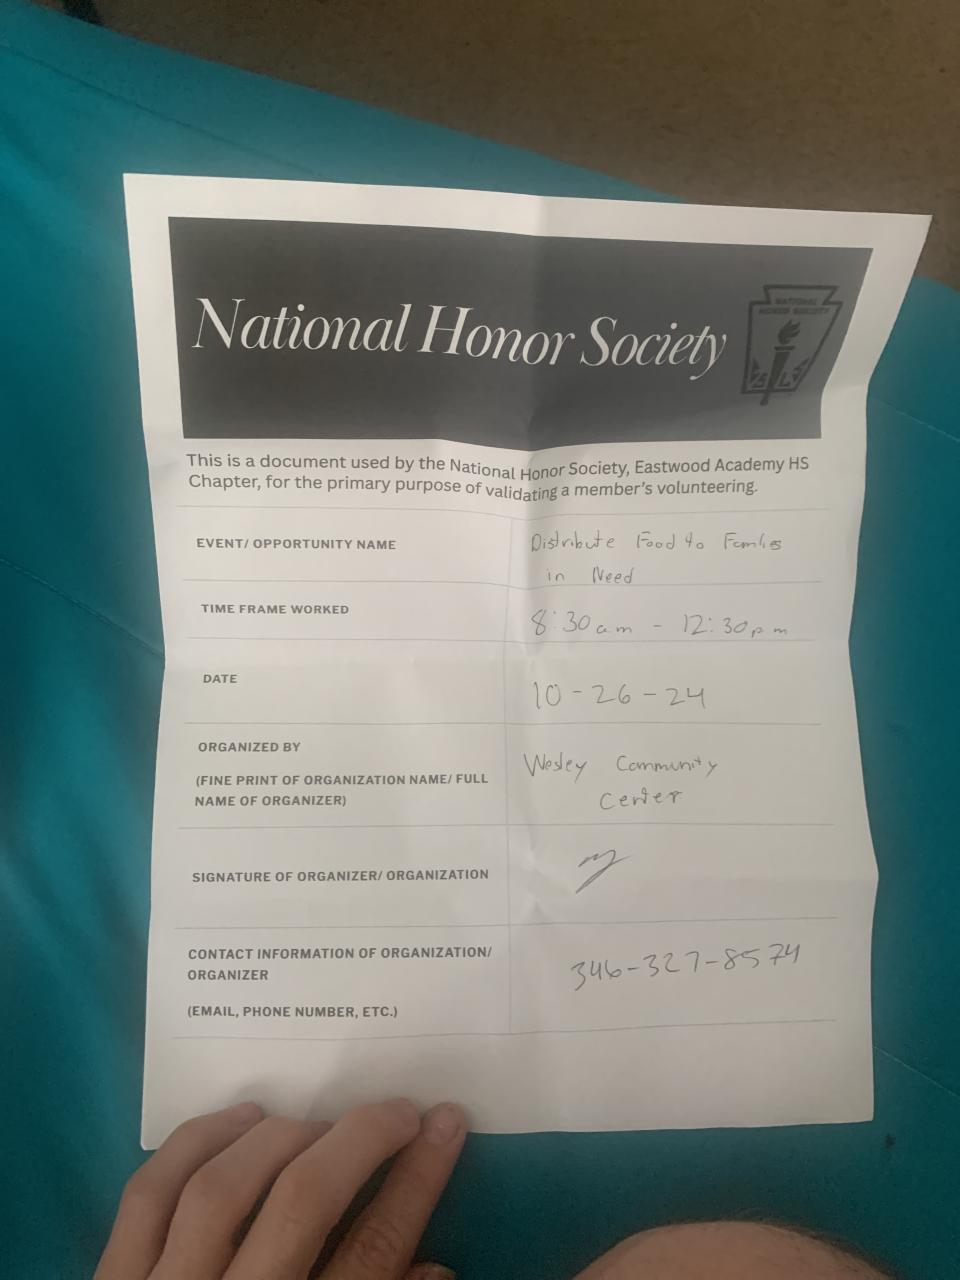 National Honor Society
NATIONAL
HONOR SOCIETY
This is a document used by the National Honor Society, Eastwood Academy HS
Chapter, for the primary purpose of validating a member's volunteering.
EVENT/ OPPORTUNITY NAME
Distribute Food to Families
in Need
TIME FRAME WORKED
8:30 am - 12:30 pm
DATE
10-26-24
ORGANIZED BY
(FINE PRINT OF ORGANIZATION NAME/ FULL
NAME OF ORGANIZER)
Wesley Community
Center
SIGNATURE OF ORGANIZER/ ORGANIZATION
CONTACT INFORMATION OF ORGANIZATION/
ORGANIZER
(EMAIL, PHONE NUMBER, ETC.)
346-327-8574